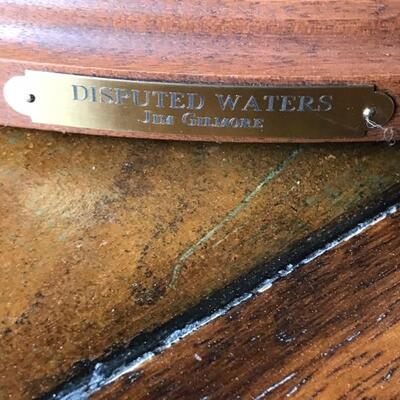 DISPUTED WATERS
JIM GILMORE